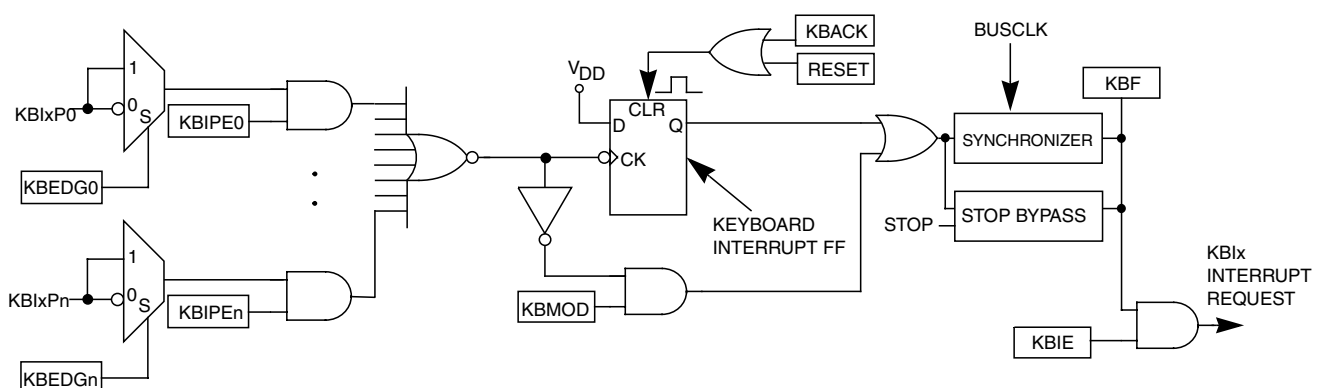 KBACK
RESET
BUSCLK
VDD
KBF
1
KBIxP0
0
S
KBIPE0
CLR
D
Q
CK
SYNCHRONIZER
KBEDG0
STOP BYPASS
STOP
KEYBOARD
INTERRUPT FF
1
KBIxPn
0
S
KBIPEn
KBMOD
KBIx
INTERRUPT
REQUEST
KBIE
KBEDGn